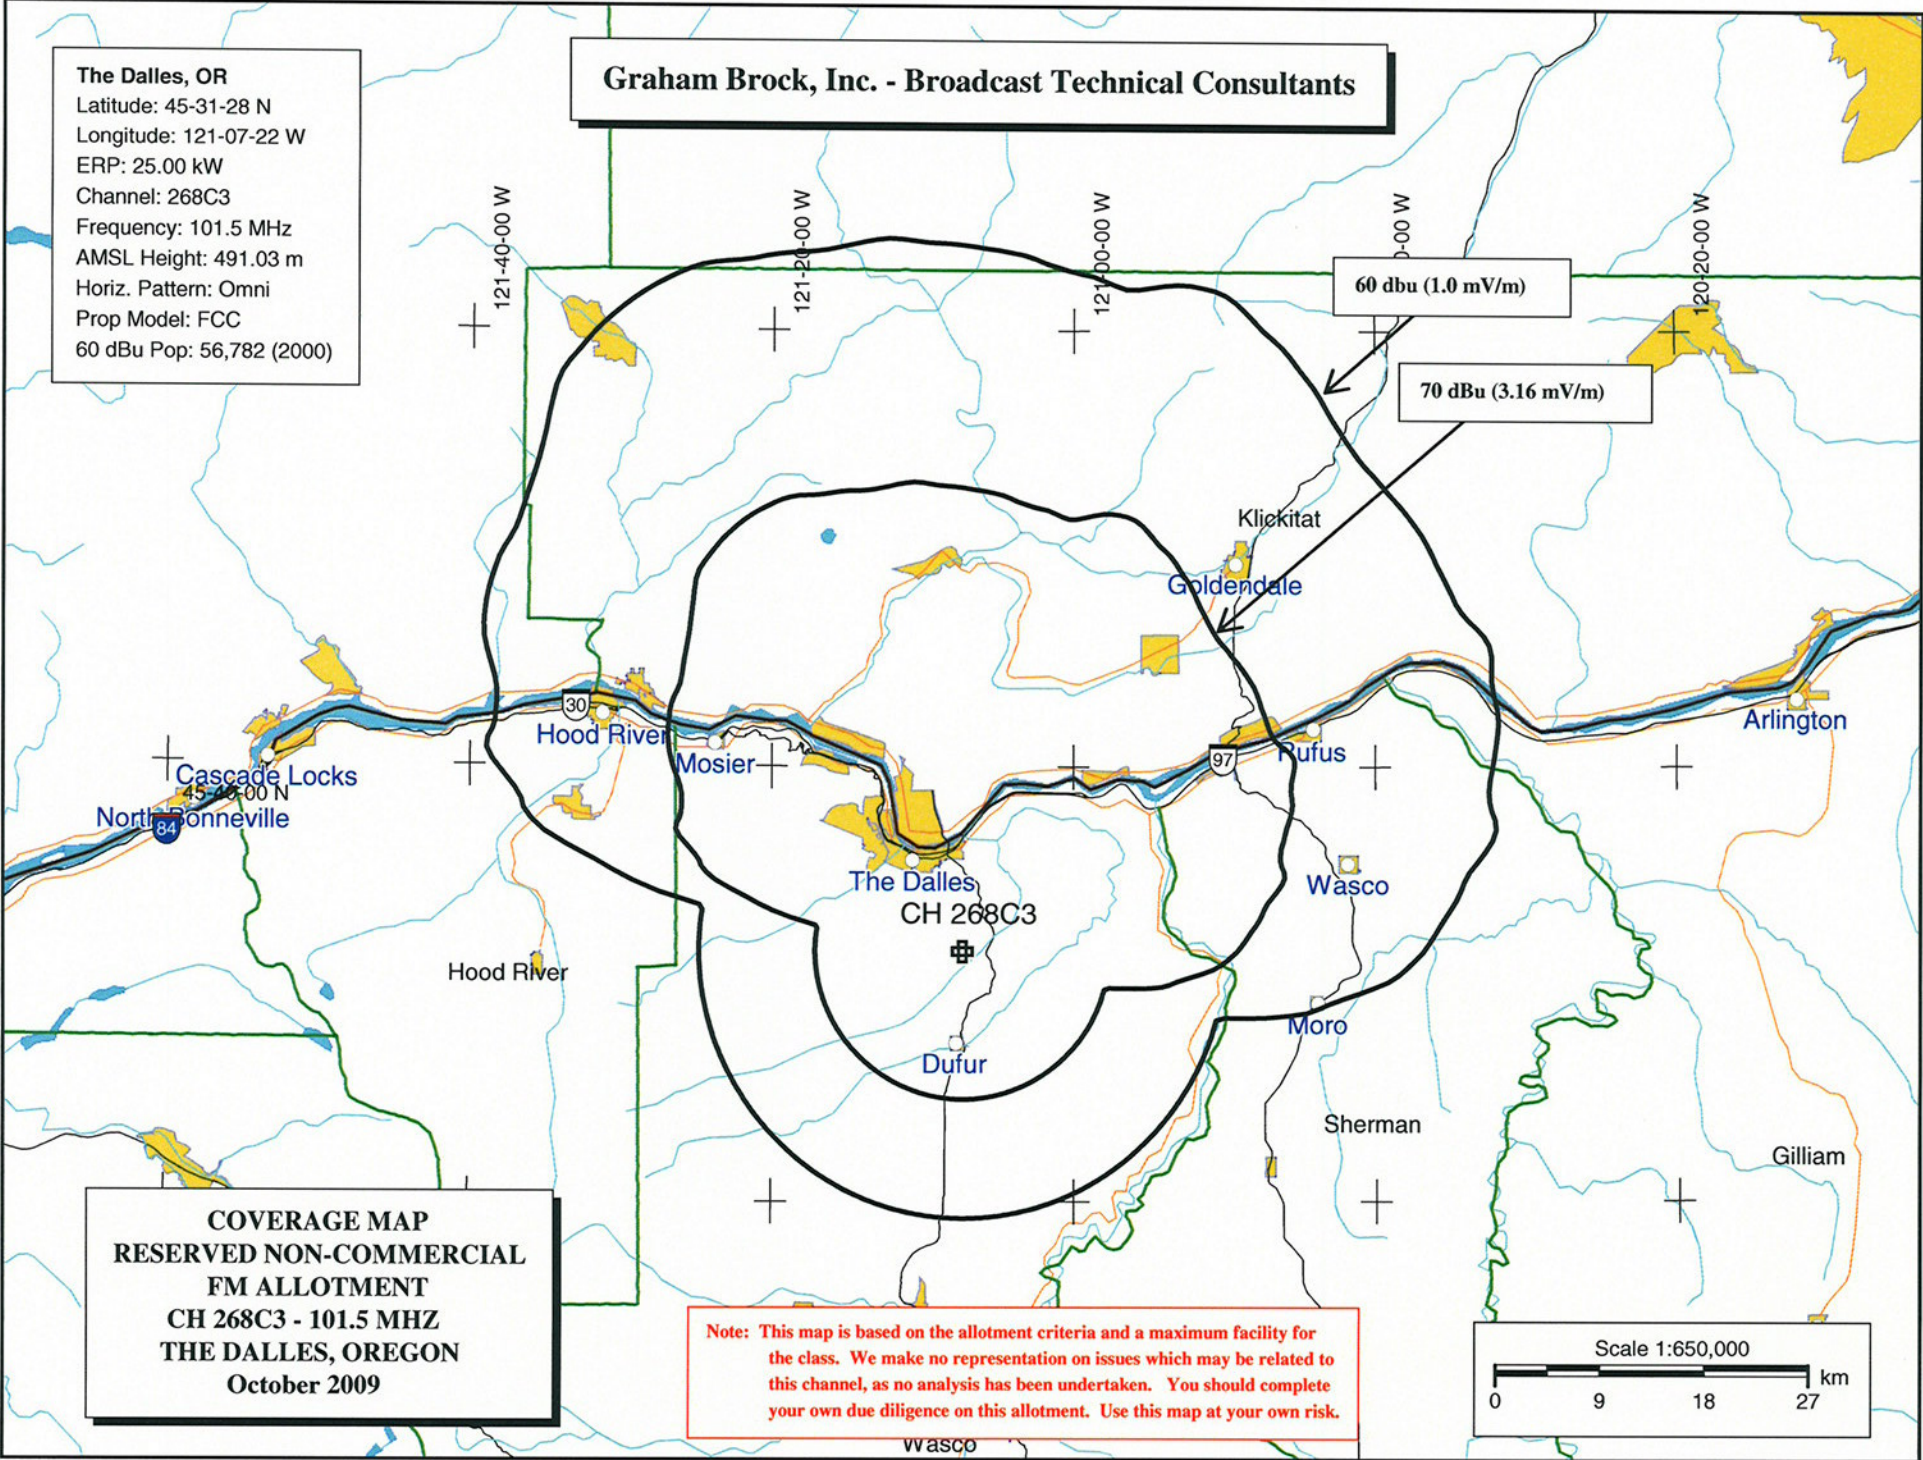 The Dalles, OR
Latitude: 45-31-28 N
Longitude: 121-07-22 W
ERP: 25.00 kW
Channel: 268C3
Frequency: 101.5 MHz
AMSL Height: 491.03 m
Horiz. Pattern: Omni
Prop Model: FCC
60 dBu Pop: 56,782 (2000)
Graham Brock, Inc. - Broadcast Technical Consultants
121-40-00 W
121-20-00 W
121-00-00 W
0-00 W
120-20-00 W
60 dbu (1.0 mV/m)
70 dBu (3.16 mV/m)
Klickitat
Goldendale
30
Hood River
Mosier
97
Rufus
Arlington
Cascade Locks
45-40-00 N
North Bonneville
84
The Dalles
CH 268C3
Wasco
Hood River
Moro
Dufur
Sherman
Gilliam
COVERAGE MAP
RESERVED NON-COMMERCIAL
FM ALLOTMENT
CH 268C3 - 101.5 MHZ
THE DALLES, OREGON
October 2009
Note: This map is based on the allotment criteria and a maximum facility for
the class. We make no representation on issues which may be related to
this channel, as no analysis has been undertaken. You should complete
your own due diligence on this allotment. Use this map at your own risk.
Wasco
Scale 1:650,000
km
0 9 18 27